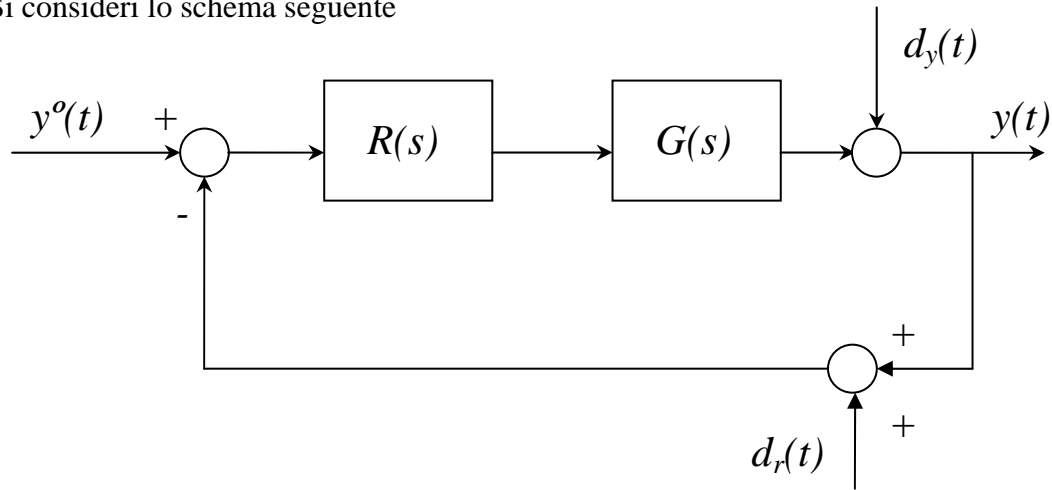 Si consideri lo schema seguente
d_y(t)
y°(t) + R(s) G(s) y(t)
-
+
+
d_r(t)